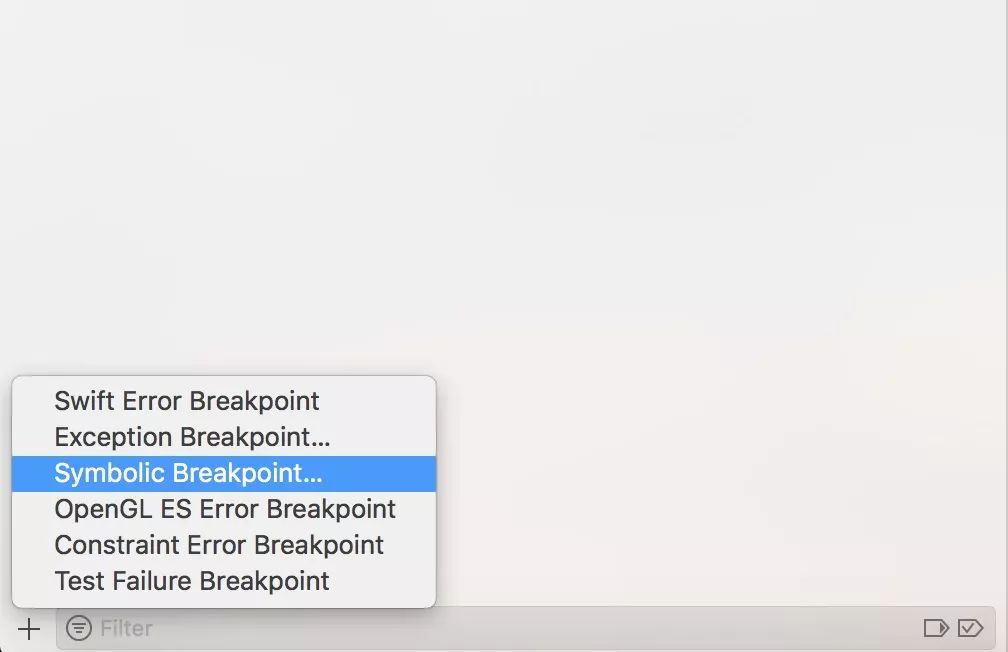 Swift Error Breakpoint
Exception Breakpoint...
Symbolic Breakpoint...
OpenGL ES Error Breakpoint
Constraint Error Breakpoint
Test Failure Breakpoint
Filter